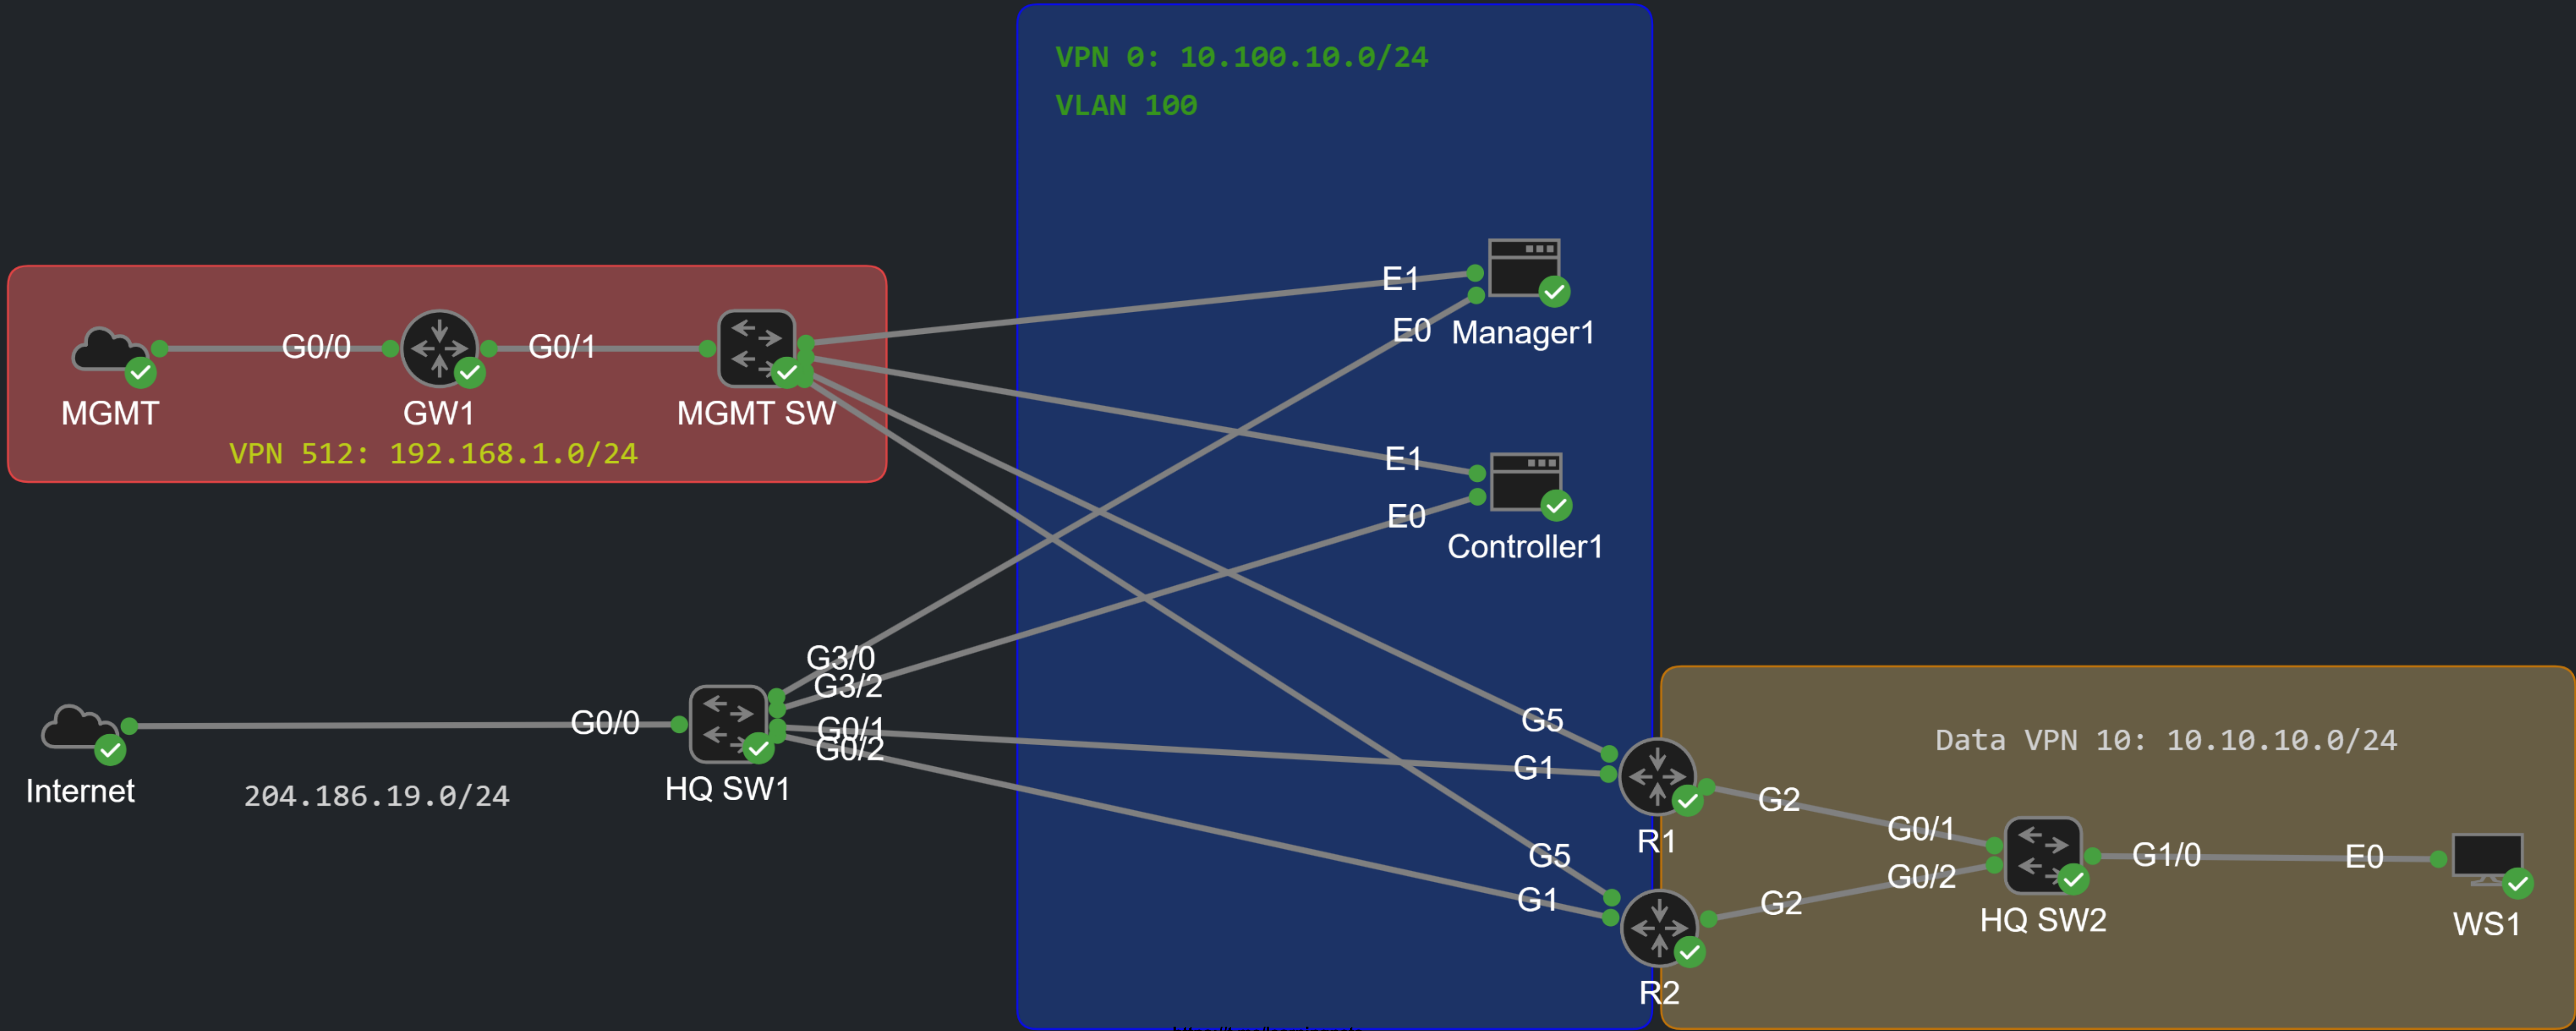 VPN 0: 10.100.10.0/24
VLAN 100
E1
E0
Manager1
G0/0
G0/1
MGMT
GW1
MGMT SW
VPN 512: 192.168.1.0/24
E1
E0
Controller1
G3/0
G3/2
G0/1
G0/2
G0/0
Internet
HQ SW1
204.186.19.0/24
G5
G1
R1
G5
G1
R2
Data VPN 10: 10.10.10.0/24
G2
G0/1
G2
G0/2
G1/0
E0
HQ SW2
WS1